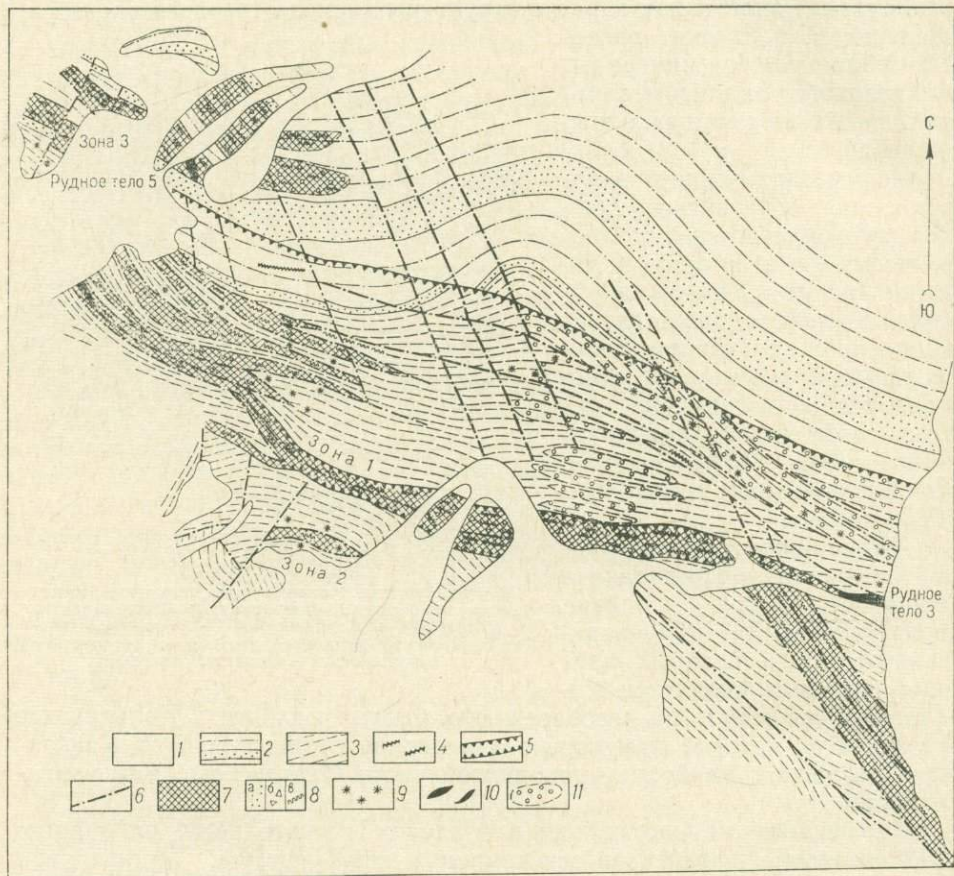 Зона 3
Рудное тело 5
С
Ю
Зона 1
Зона 2
Рудное
тело 3
1 2 3 4 5
6 7 а б в 8 9 10 11